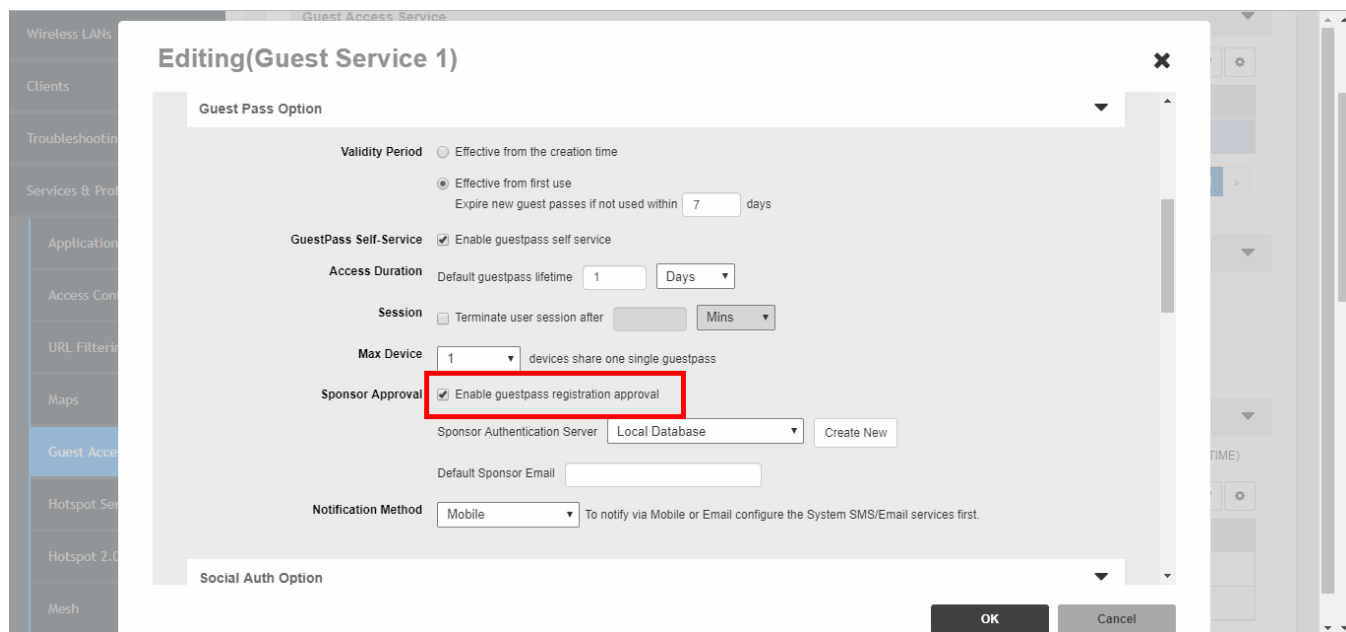 Guest Access Service
Wireless LANs
Editing(Guest Service 1)
Clients
Guest Pass Option
Troubleshootin
Validity Period Effective from the creation time
Services & Prof
Effective from first use
Expire new guest passes if not used within 7 days
Application
GuestPass Self-Service Enable guestpass self service
Access Duration Default guestpass lifetime 1 Days
Access Cont
Session Terminate user session after Mins
URL Filterin
Max Device 1 devices share one single guestpass
Maps
Sponsor Approval Enable guestpass registration approval
Sponsor Authentication Server Local Database Create New
Guest Acce
TIME)
Default Sponsor Email
Hotspot Ser
Notification Method Mobile To notify via Mobile or Email configure the System SMS/Email services first.
Hotspot 2.0
Social Auth Option
Mesh
OK Cancel